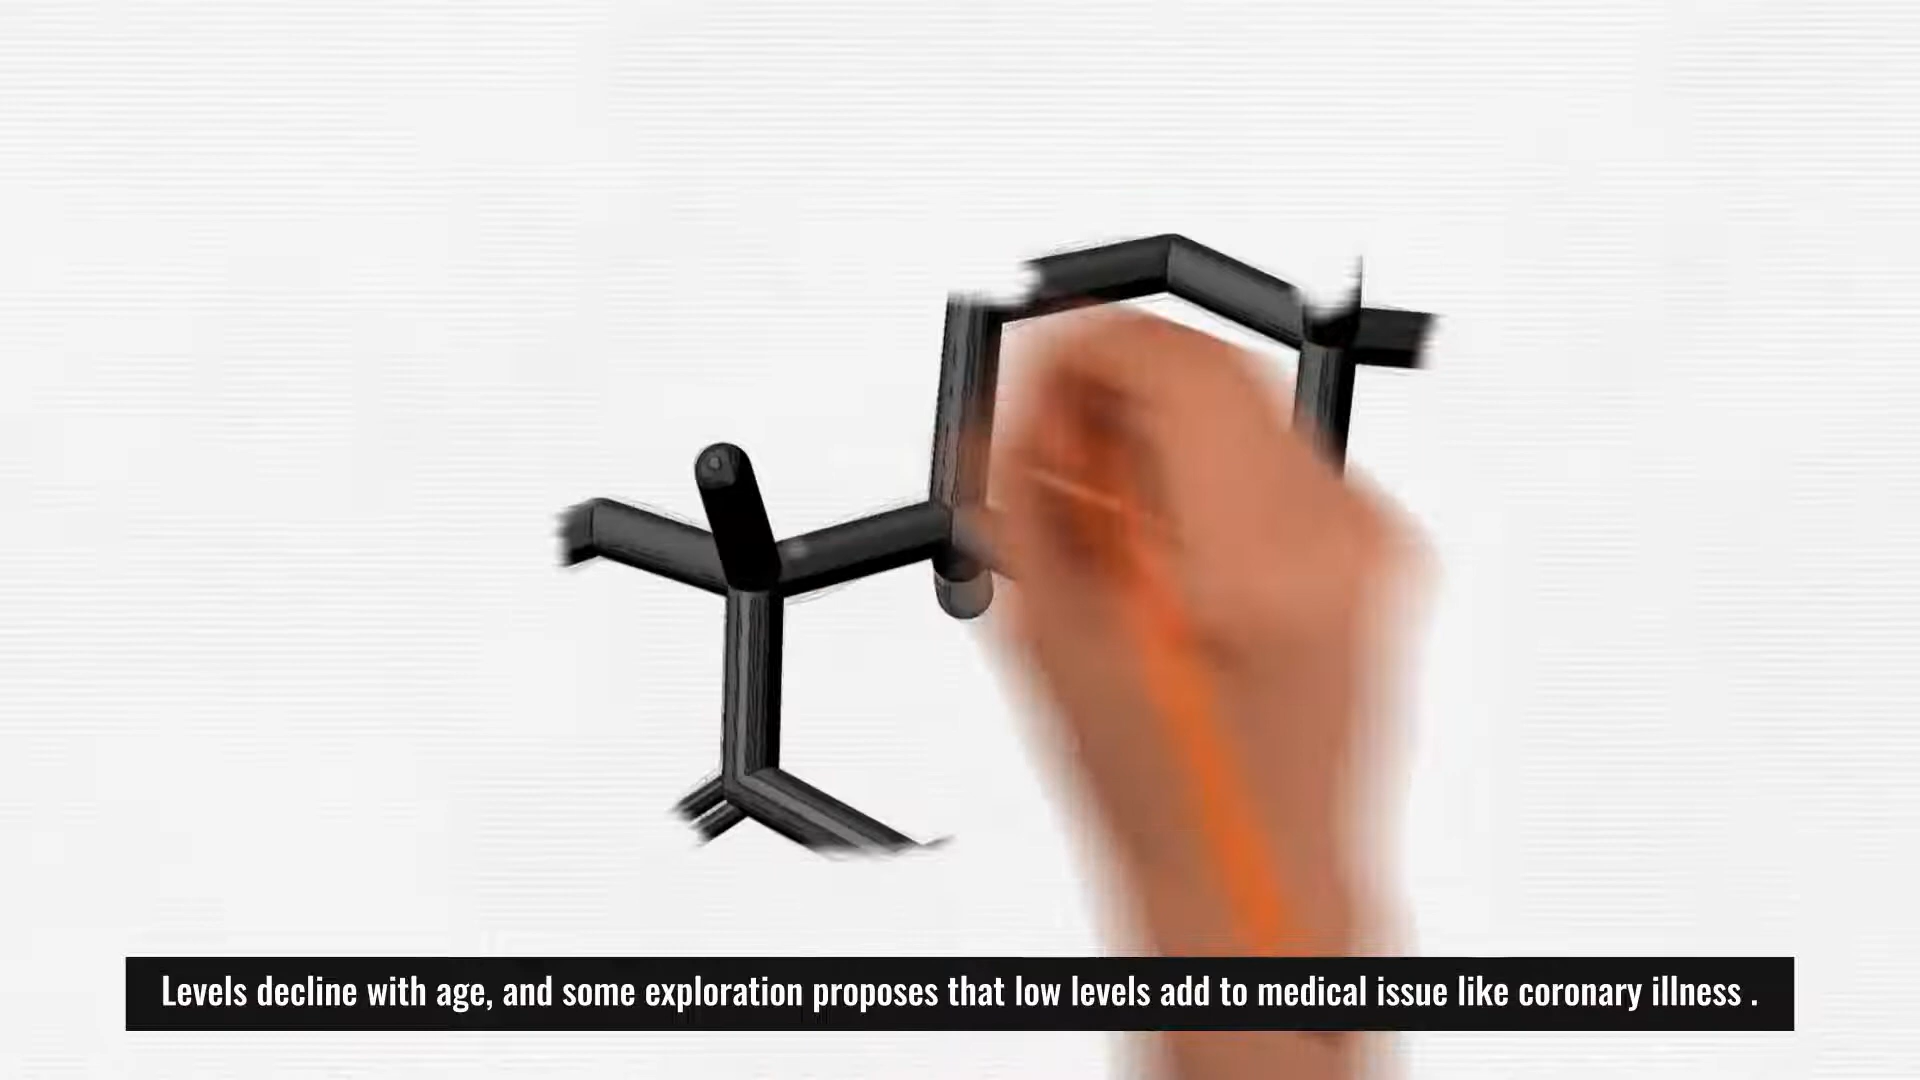 Levels decline with age, and some exploration proposes that low levels add to medical issue like coronary illness .